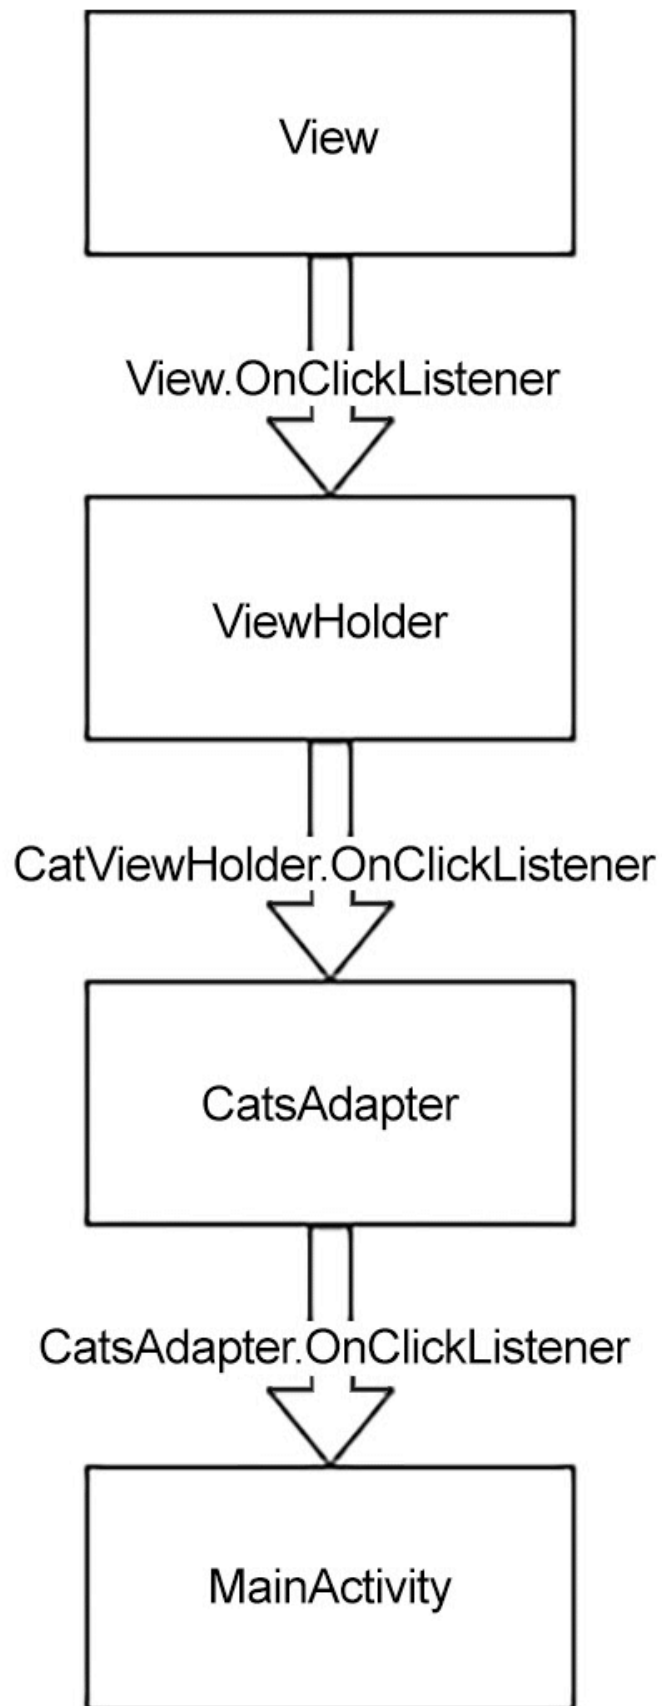 View
View.OnClickListener
ViewHolder
CatViewHolder.OnClickListener
CatsAdapter
CatsAdapter.OnClickListener
MainActivity